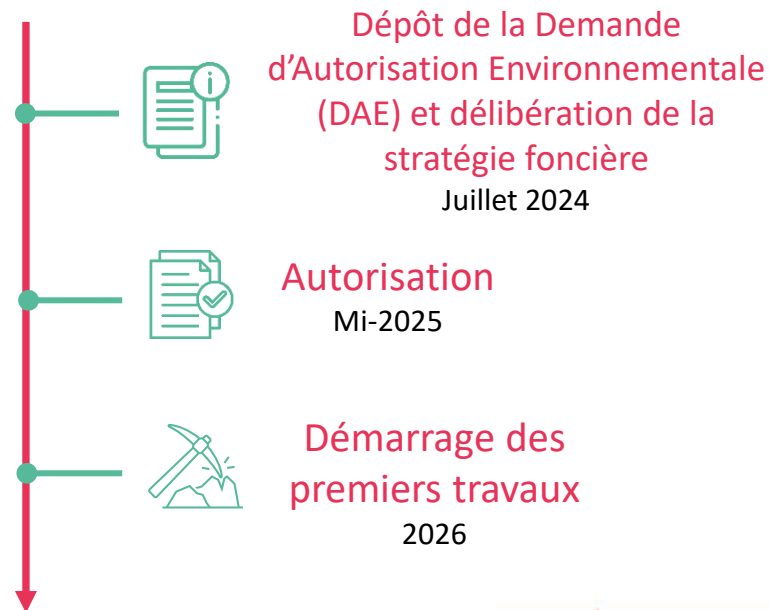 Dépôt de la Demande
d’Autorisation Environnementale
(DAE) et délibération de la
stratégie foncière
Juillet 2024
Autorisation
Mi-2025
Démarrage des
premiers travaux
2026